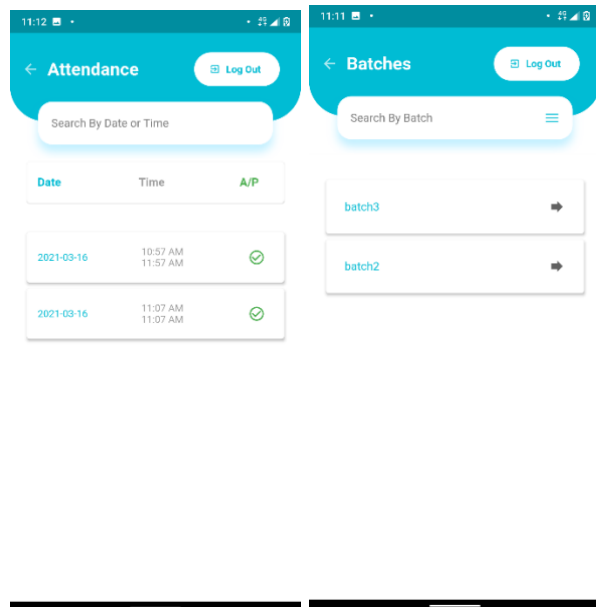 11:12
Attendance
Log Out
Search By Date or Time
Date Time A/P
2021-03-16 10:57 AM
11:57 AM
2021-03-16 11:07 AM
11:07 AM
11:11
Batches
Log Out
Search By Batch
batch3
batch2